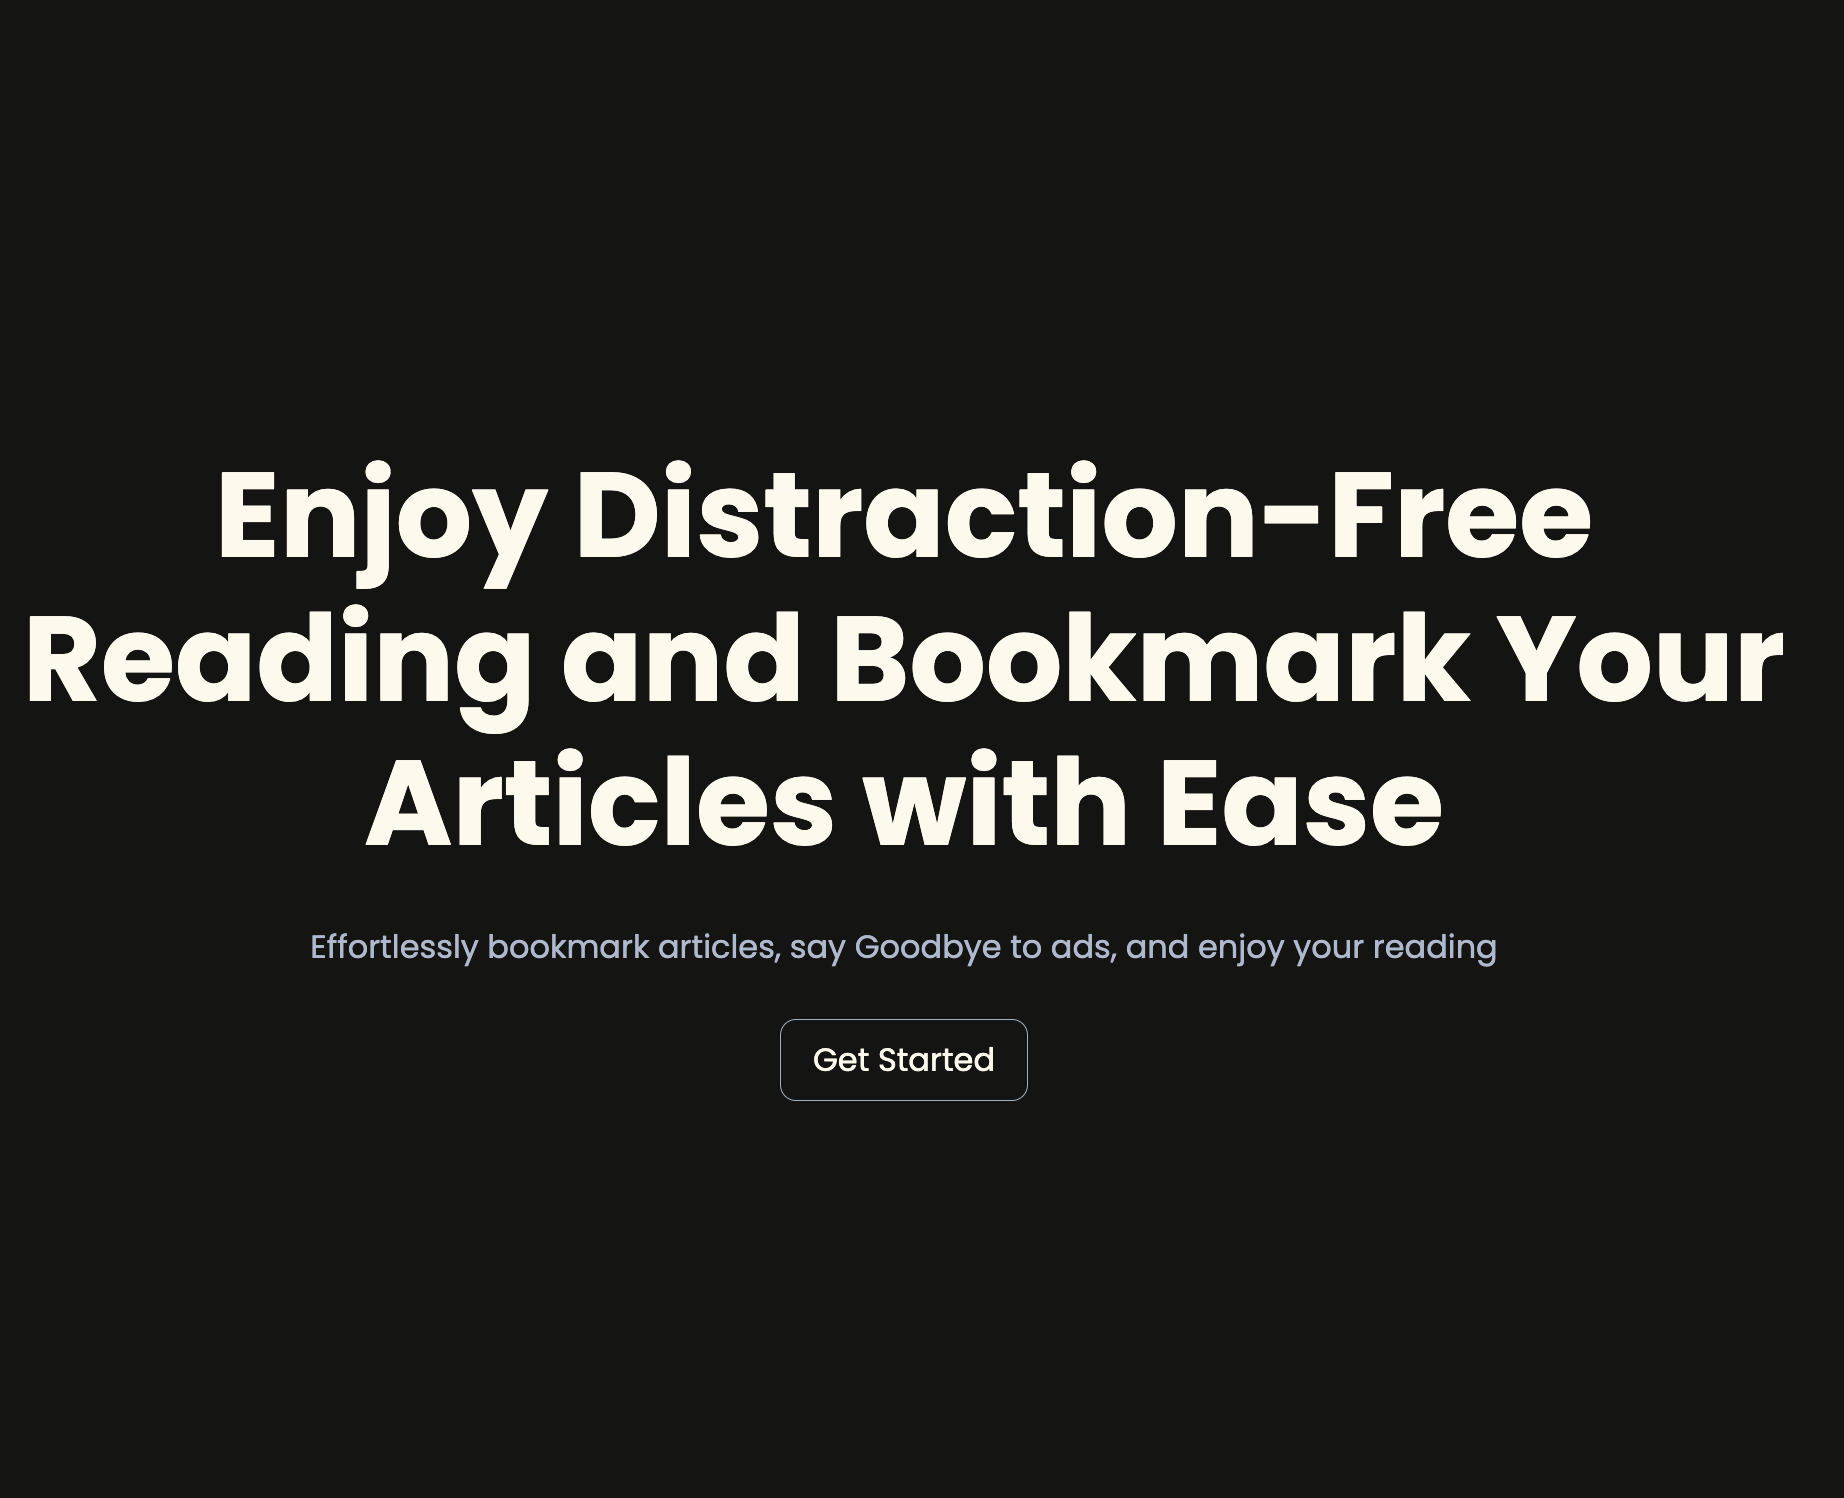 Enjoy Distraction-Free
Reading and Bookmark Your
Articles with Ease
Effortlessly bookmark articles, say Goodbye to ads, and enjoy your reading
Get Started